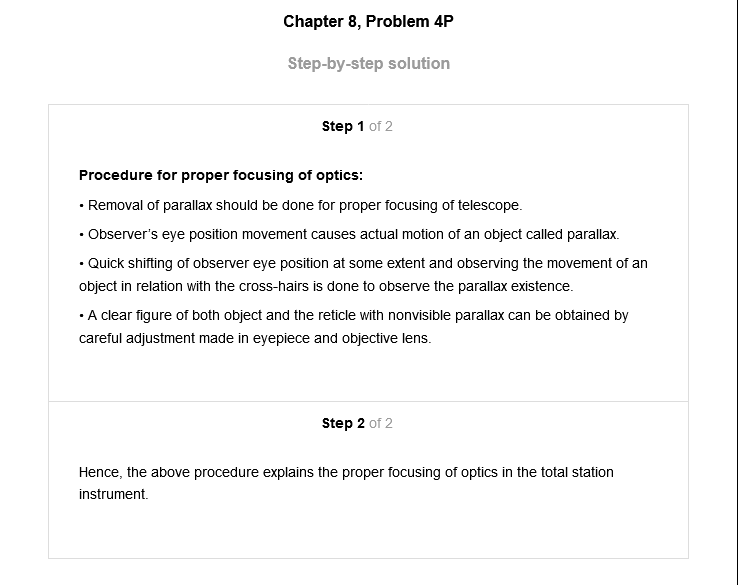 Chapter 8, Problem 4P
Step-by-step solution
Step 1 of 2
Procedure for proper focusing of optics:
• Removal of parallax should be done for proper focusing of telescope.
• Observer's eye position movement causes actual motion of an object called parallax.
• Quick shifting of observer eye position at some extent and observing the movement of an
object in relation with the cross-hairs is done to observe the parallax existence.
• A clear figure of both object and the reticle with nonvisible parallax can be obtained by
careful adjustment made in eyepiece and objective lens.
Step 2 of 2
Hence, the above procedure explains the proper focusing of optics in the total station
instrument.